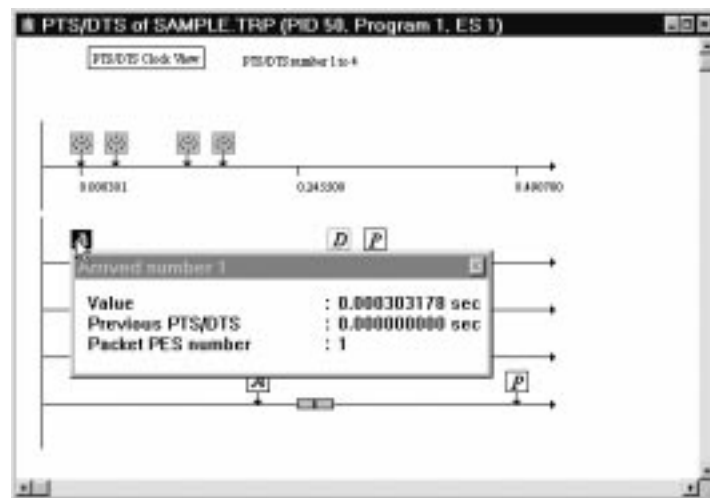 PTS/DTS of SAMPLE.TRP (PID 50, Program 1, ES 1)
PTS/DTS Clock View
PTS/DTS number 1 to 4
0.000301
0.245500
0.490700
A
D
P
Arrived number 1
Value : 0.000303178 sec
Previous PTS/DTS : 0.000000000 sec
Packet PES number : 1
A
P